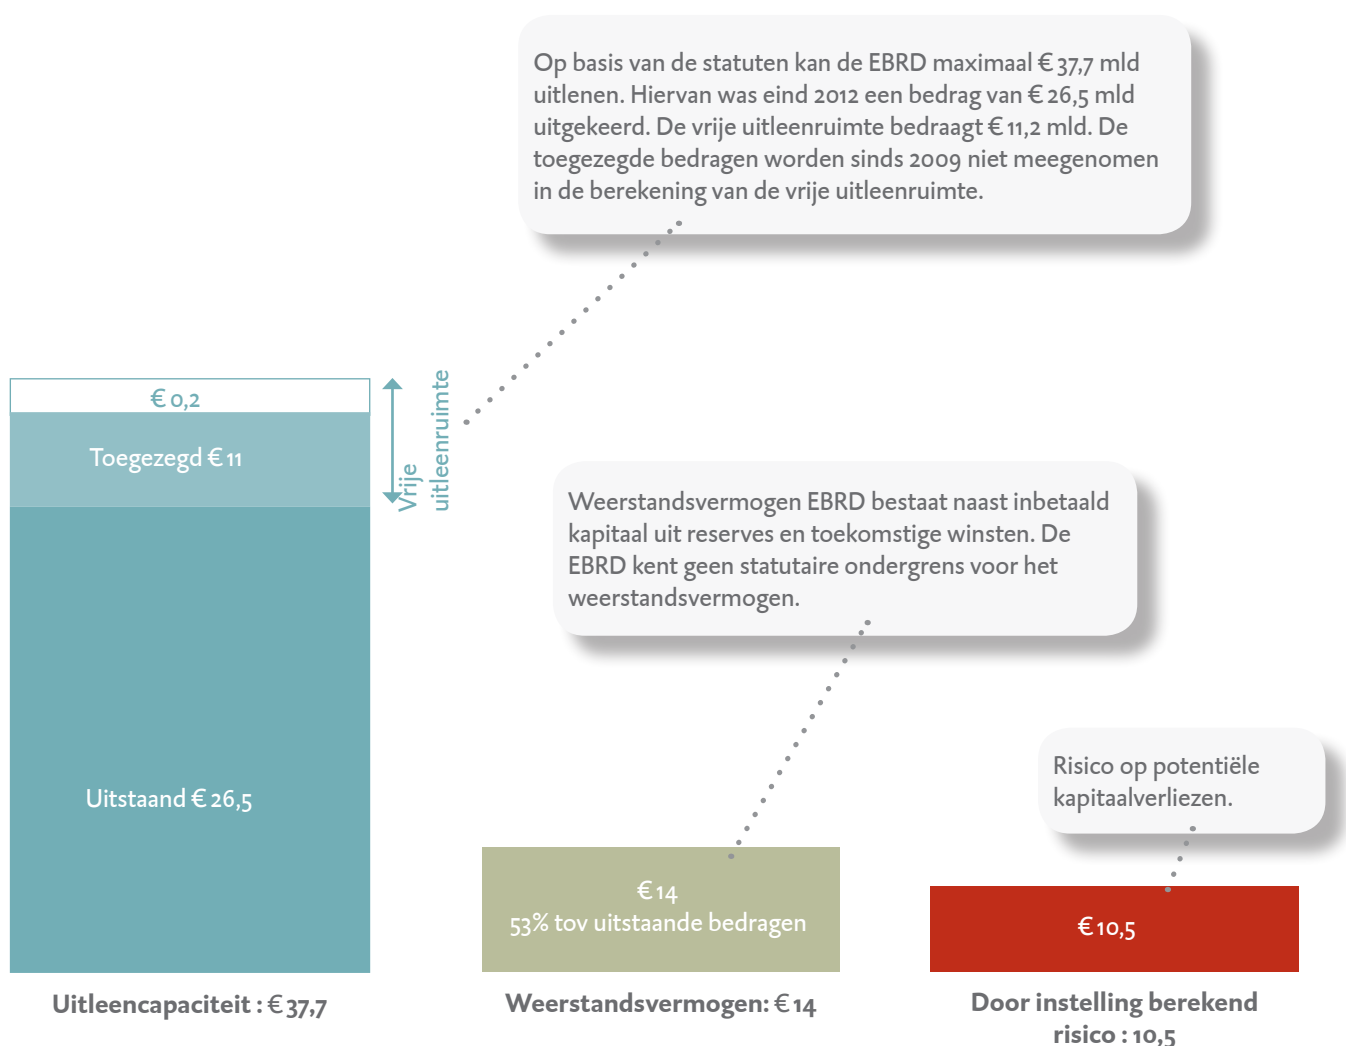 Op basis van de statuten kan de EBRD maximaal € 37,7 mld
uitlenen. Hiervan was eind 2012 een bedrag van € 26,5 mld
uitgekeerd. De vrije uitleenruimte bedraagt € 11,2 mld. De
toegezegde bedragen worden sinds 2009 niet meegenomen
in de berekening van de vrije uitleenruimte.
€ 0,2
Toegezegd € 11
Vrije
uitleenruimte
Uitstaand € 26,5
Weerstandsvermogen EBRD bestaat naast inbetaald
kapitaal uit reserves en toekomstige winsten. De
EBRD kent geen statutaire ondergrens voor het
weerstandsvermogen.
Risico op potentiële
kapitaalverliezen.
€ 14
53% tov uitstaande bedragen
€ 10,5
Uitleencapaciteit : € 37,7
Weerstandsvermogen: € 14
Door instelling berekend
risico : 10,5